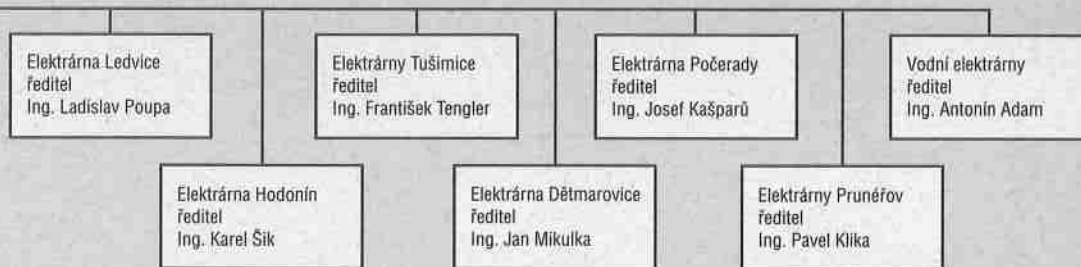 Elektrárna Ledvice
ředitel
Ing. Ladislav Poupa
Elektrárny Tušimice
ředitel
Ing. František Tengler
Elektrárna Počerady
ředitel
Ing. Josef Kašparů
Vodní elektrárny
ředitel
Ing. Antonín Adam
Elektrárna Hodonín
ředitel
Ing. Karel Šik
Elektrárna Dětmarovice
ředitel
Ing. Jan Mikulka
Elektrárny Prunéřov
ředitel
Ing. Pavel Klika